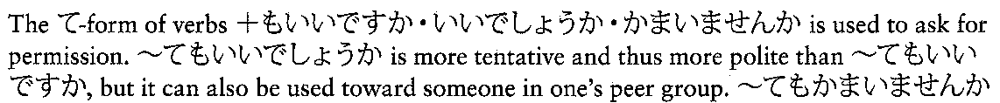 The て-form of verbs ＋もいいですか・いいでしょうか・かまいませんか is used to ask for
permission. 〜てもいいでしょうか is more tentative and thus more polite than 〜てもいい
ですか, but it can also be used toward someone in one's peer group. 〜てもかまいませんか